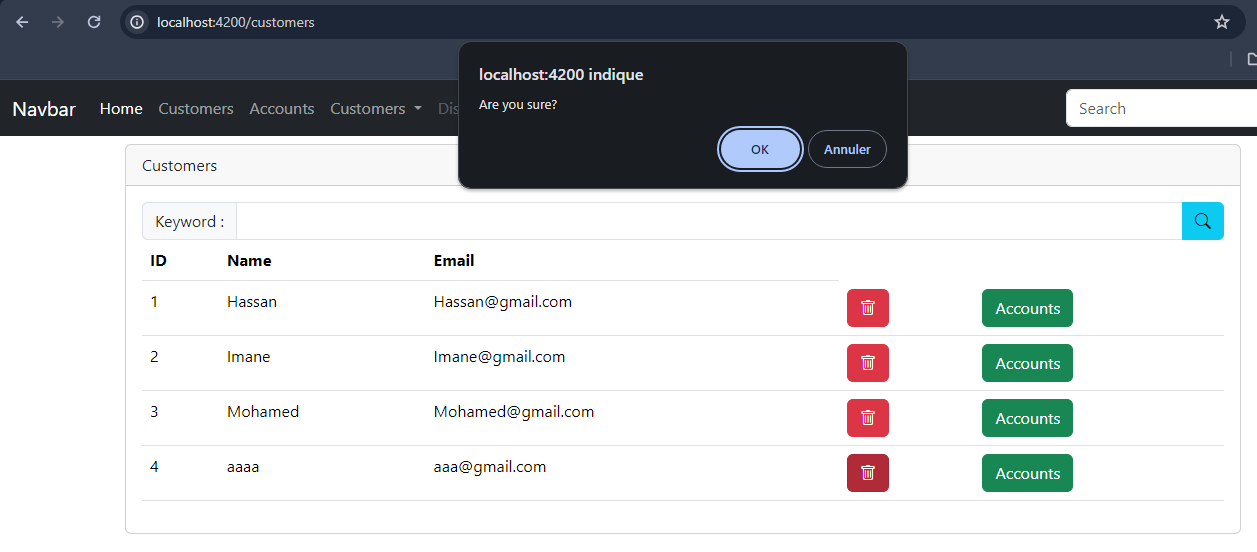 localhost:4200/customers
localhost:4200 indique
Are you sure?
OK Annuler
Navbar Home Customers Accounts Customers Search
Customers
Keyword :
ID Name Email
1 Hassan Hassan@gmail.com Accounts
2 Imane Imane@gmail.com Accounts
3 Mohamed Mohamed@gmail.com Accounts
4 aaaa aaa@gmail.com Accounts